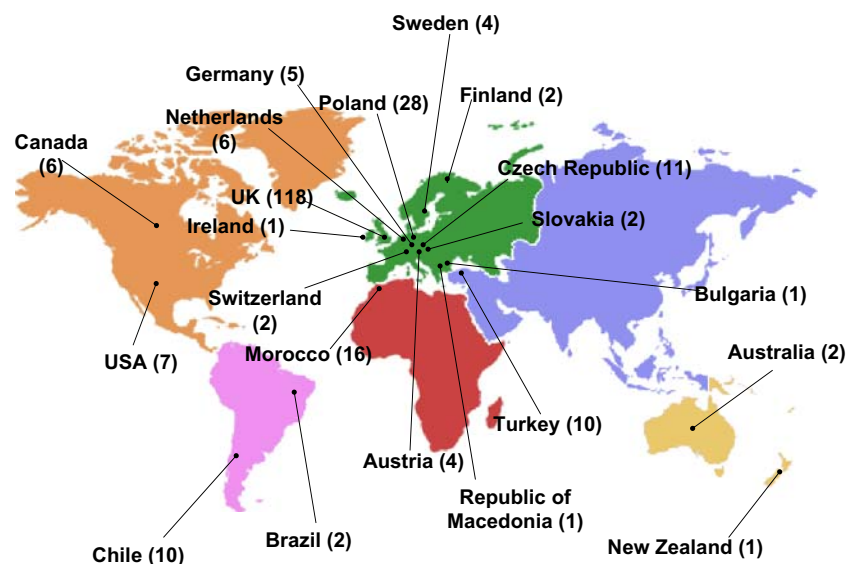 Sweden (4)
Germany (5)
Poland (28)
Finland (2)
Netherlands
(6)
Canada
(6)
Czech Republic (11)
UK (118)
Ireland (1)
Slovakia (2)
Switzerland
(2)
Bulgaria (1)
USA (7)
Morocco (16)
Australia (2)
Turkey (10)
Austria (4)
Republic of
Macedonia (1)
Chile (10)
Brazil (2)
New Zealand (1)